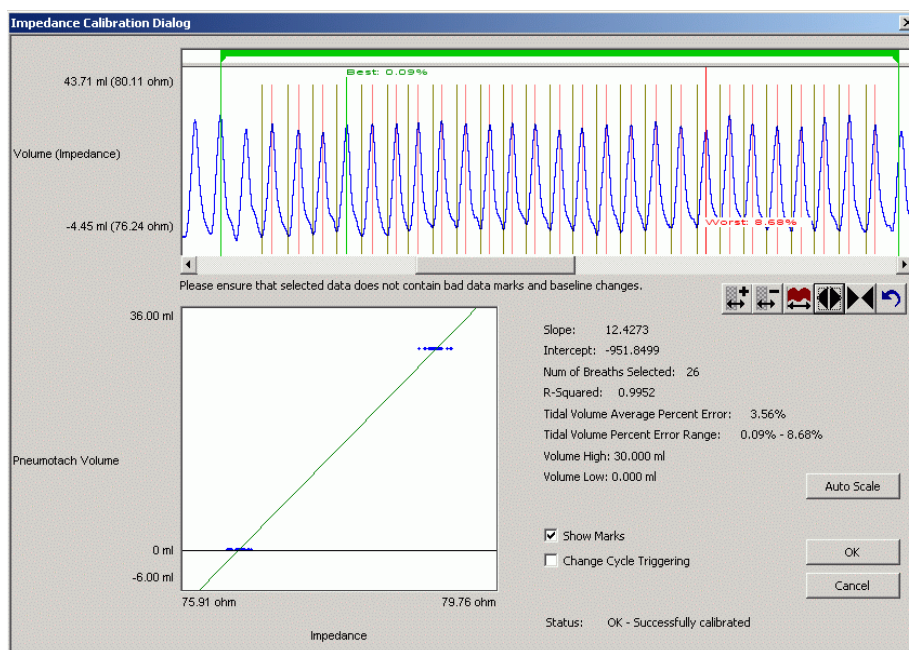 Impedance Calibration Dialog
43.71 ml (80.11 ohm)
Best: 0.09%
Volume (Impedance)
-4.45 ml (76.24 ohm)
Worst: 8.68%
Please ensure that selected data does not contain bad data marks and baseline changes.
36.00 ml
Pneumotach Volume
0 ml
-6.00 ml
75.91 ohm
79.76 ohm
Impedance
Slope: 12.4273
Intercept: -951.8499
Num of Breaths Selected: 26
R-Squared: 0.9952
Tidal Volume Average Percent Error: 3.56%
Tidal Volume Percent Error Range: 0.09% - 8.68%
Volume High: 30.000 ml
Volume Low: 0.000 ml
Auto Scale
Show Marks
Change Cycle Triggering
OK
Cancel
Status: OK - Successfully calibrated